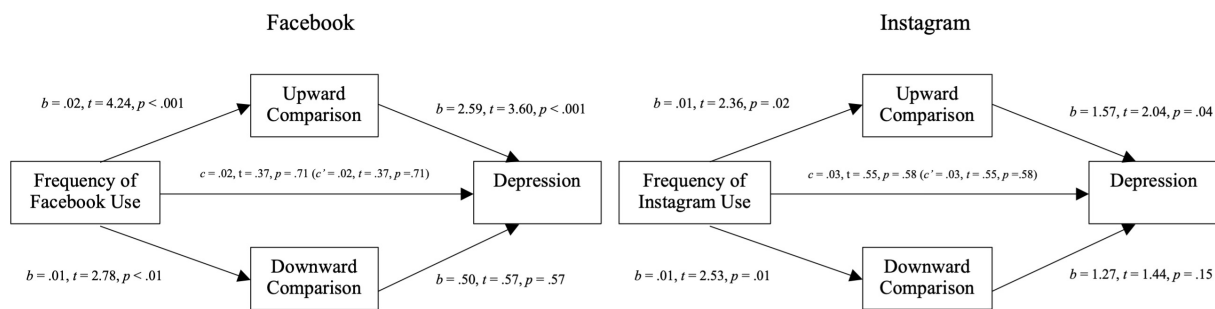 Facebook
Upward
Comparison
b = .02, t = 4.24, p < .001
b = 2.59, t = 3.60, p < .001
Frequency of
Facebook Use
c = .02, t = .37, p = .71 (c' = .02, t = .37, p=.71)
Depression
b = .01, t = 2.78, p < .01
Downward
Comparison
b = .50, t = .57, p = .57
Instagram
Upward
Comparison
b = .01, t = 2.36, p = .02
b = 1.57, t = 2.04, p = .04
Frequency of
Instagram Use
c = .03, t = .55, p = .58 (c' = .03, t = .55, p=.58)
Depression
b = .01, t = 2.53, p = .01
Downward
Comparison
b = 1.27, t = 1.44, p = .15